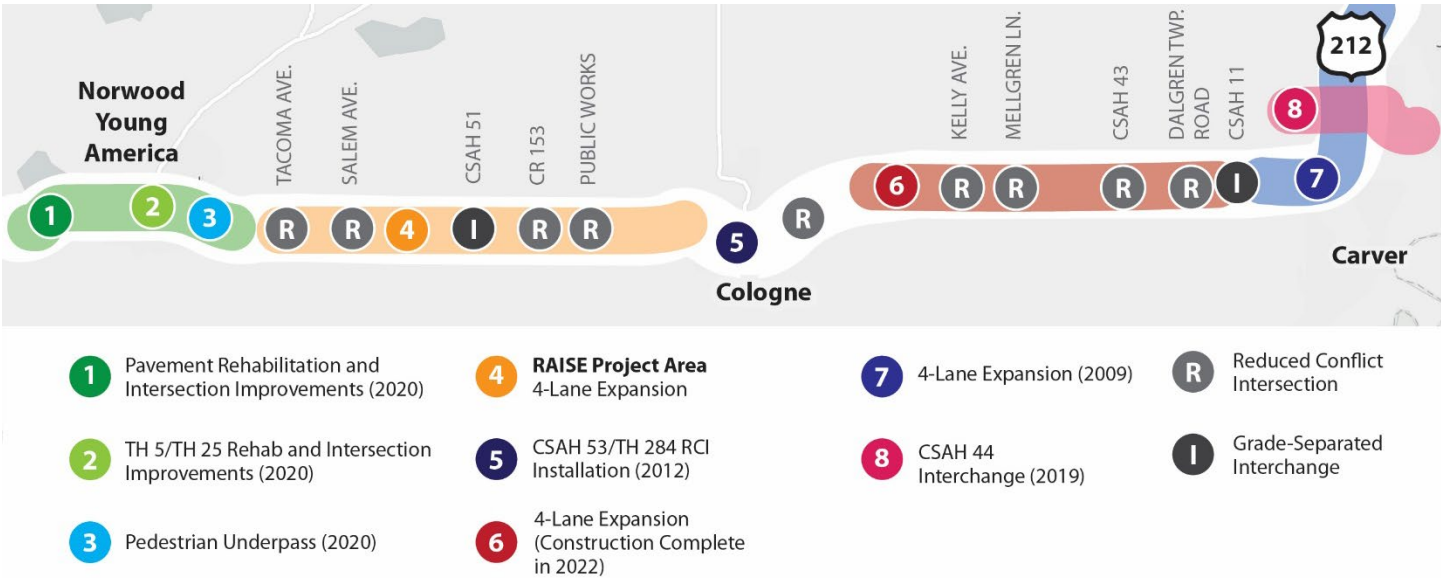 212
Norwood
Young
America
TACOMA AVE.
SALEM AVE.
CSAH 51
CR 153
PUBLIC WORKS
KELLY AVE.
MELLGREN LN.
CSAH 43
DALGREN TWP.
ROAD
CSAH 11
8
1
2
3
R
R
4
I
R
R
5
R
6
R
R
R
R
I
7
Cologne
Carver
1
Pavement Rehabilitation and
Intersection Improvements (2020)
2
TH 5/TH 25 Rehab and Intersection
Improvements (2020)
3
Pedestrian Underpass (2020)
4
RAISE Project Area
4-Lane Expansion
5
CSAH 53/TH 284 RCI
Installation (2012)
6
4-Lane Expansion
(Construction Complete
in 2022)
7
4-Lane Expansion (2009)
8
CSAH 44
Interchange (2019)
R
Reduced Conflict
Intersection
I
Grade-Separated
Interchange